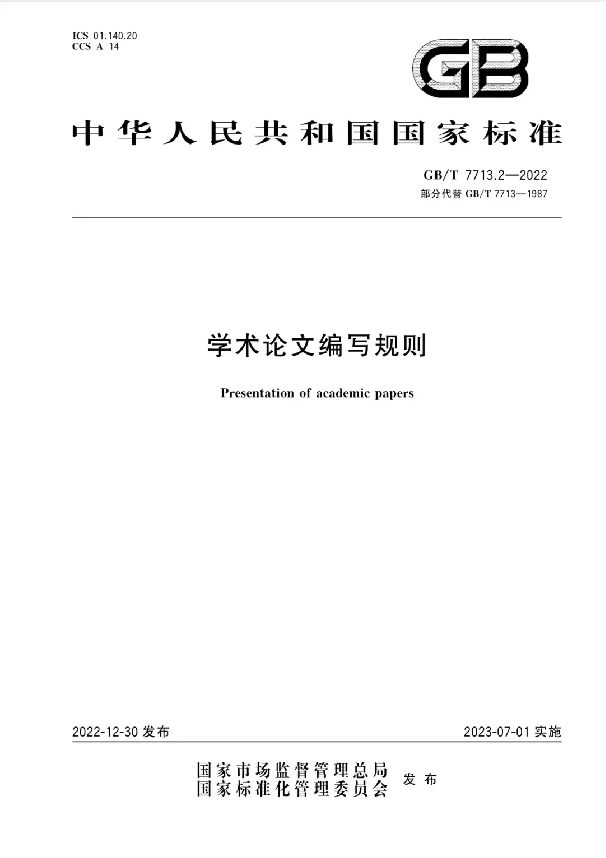 ICS 01.140.20
CCS A 14
GB
中华人民共和国国家标准
GB/T 7713.2—2022
部分代替 GB/T 7713—1987
学术论文编写规则
Presentation of academic papers
2022-12-30 发布
2023-07-01 实施
国家市场监督管理总局
国家标准化管理委员会
发布